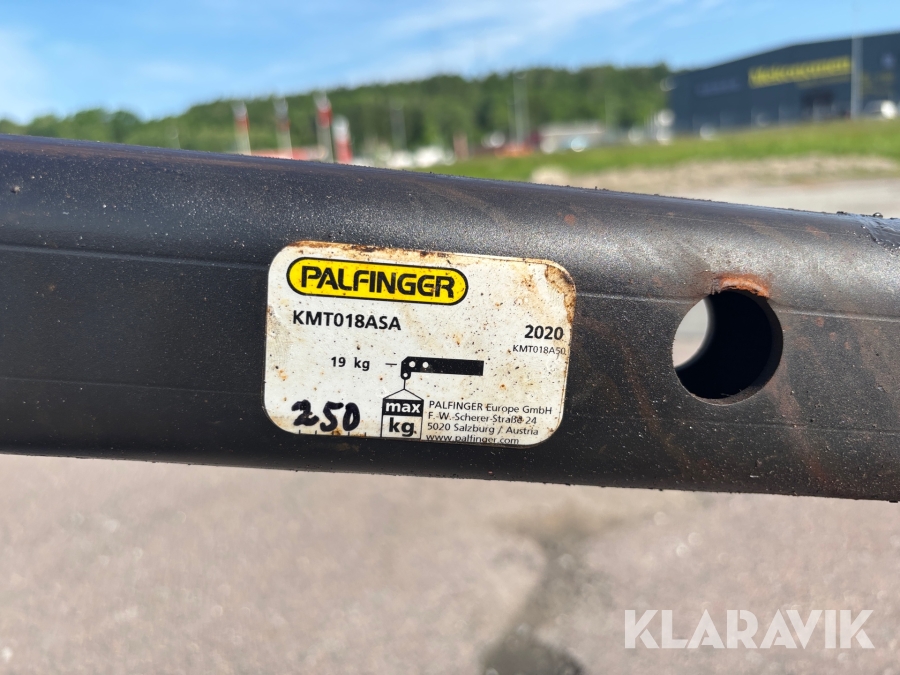 PALFINGER
KMT018ASA
2020
KMT018A50
19 kg
250
max
kg
PALFINGER Europe GmbH
F.-W.-Scherer-Straße 24
5020 Salzburg / Austria
www.palfinger.com
KLARAVIK